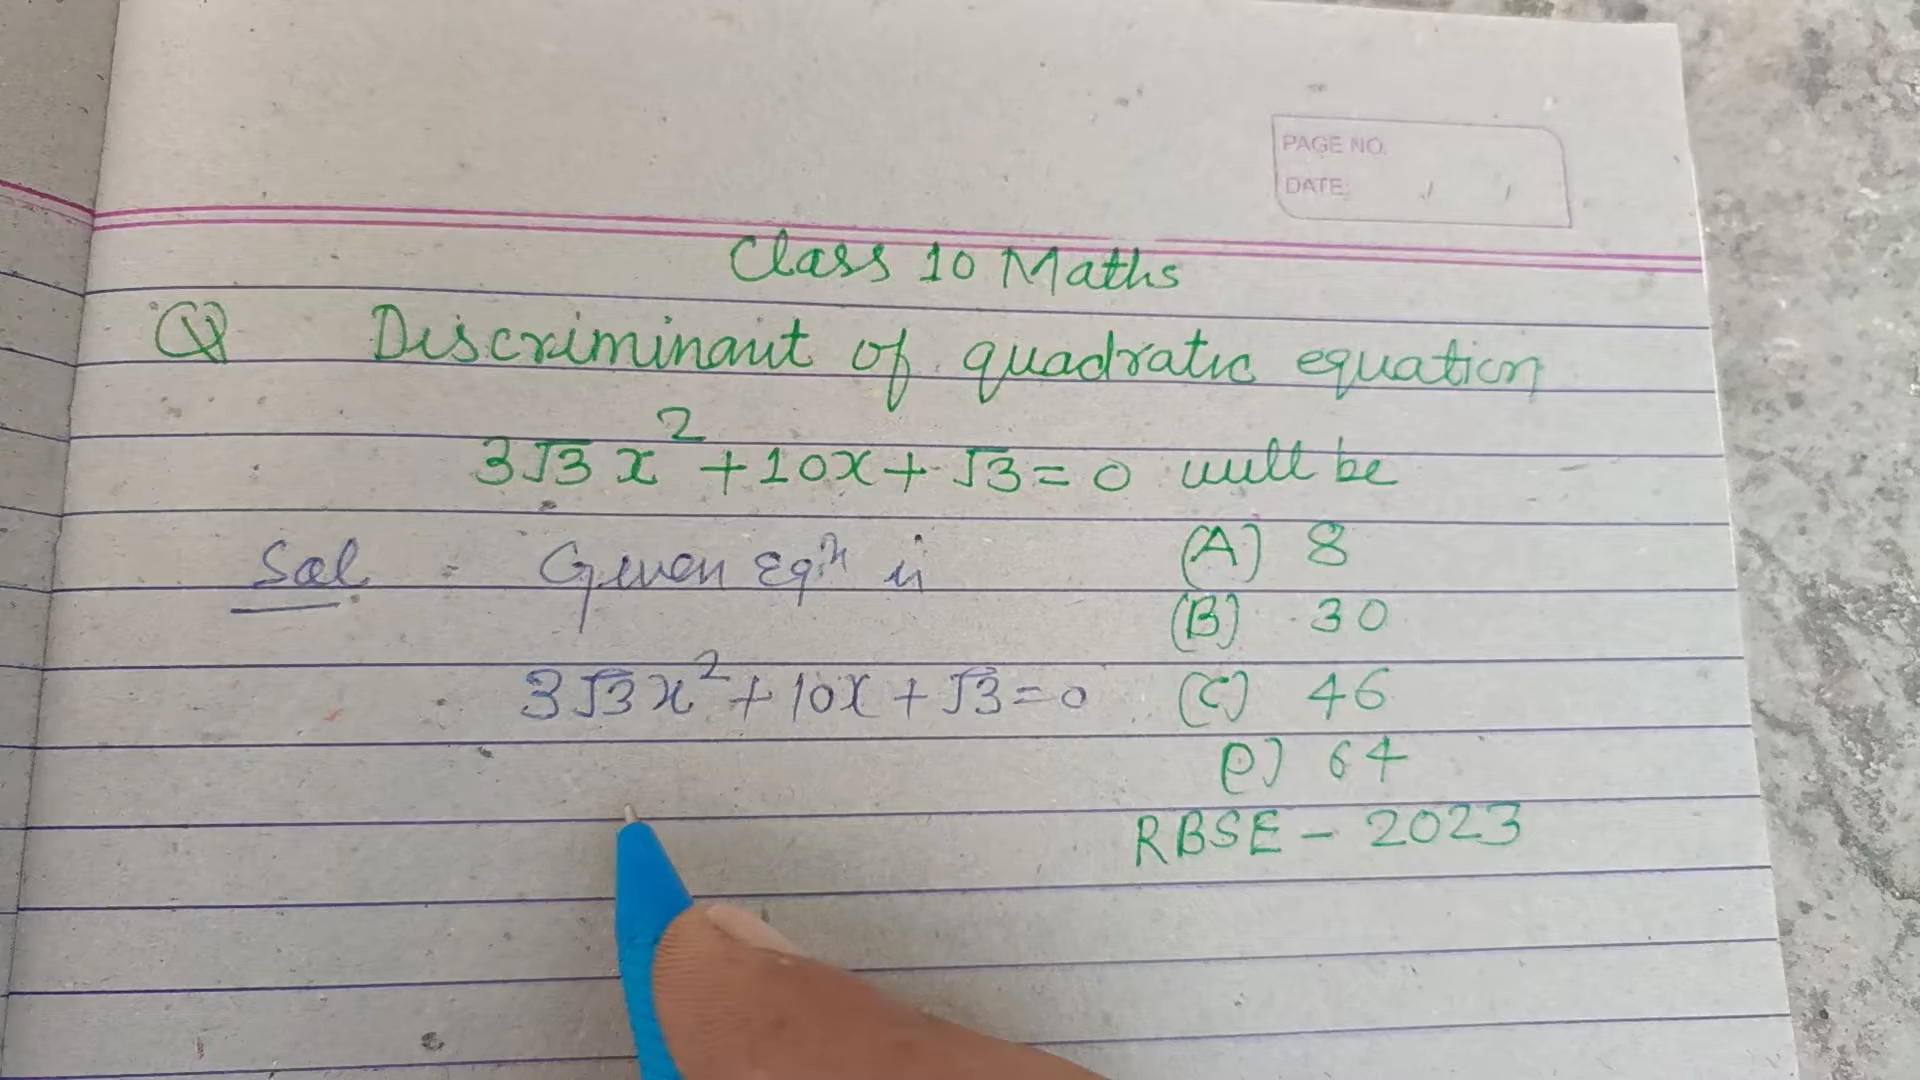 PAGE NO.
DATE: / /
Class 10 Maths
Q Discriminant of quadratic equation
3√3 x² + 10x + √3 = 0 will be
Sol Given Eqⁿ is
(A) 8
(B) 30
3√3x² + 10x + √3 = 0 (C) 46
D) 64
RBSE - 2023